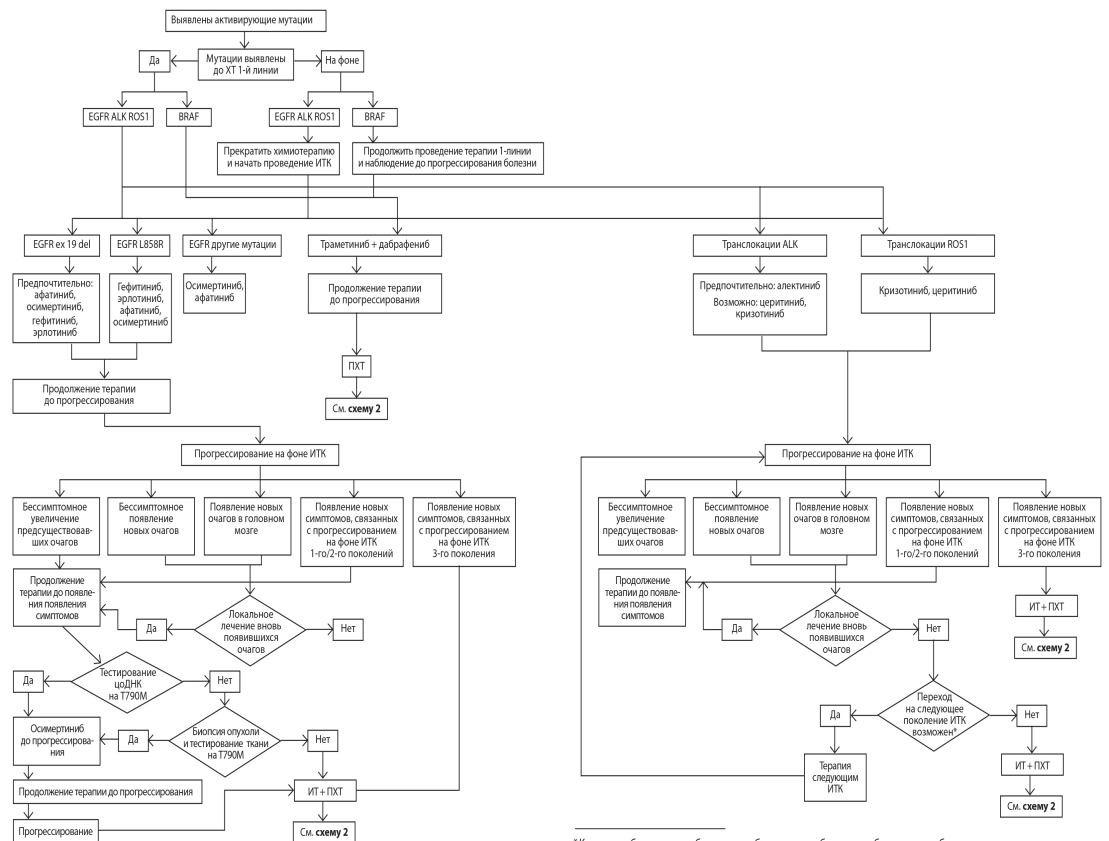 Выявлены активирующие мутации
Да
Мутации выявлены
до ХТ 1-й линии
На фоне
EGFR ALK ROS1
BRAF
EGFR ALK ROS1
BRAF
Прекратить химиотерапию
и начать проведение ИТК
Продолжить проведение терапии 1-линии
и наблюдение до прогрессирования болезни
EGFR ex 19 del
EGFR L858R
EGFR другие мутации
Траметиниб + дабрафениб
Транслокации ALK
Транслокации ROS1
Предпочтительно:
афатиниб,
осимертиниб,
гефитиниб,
эрлотиниб
Гефитиниб,
эрлотиниб,
афатиниб,
осимертиниб
Осимертиниб,
афатиниб
Продолжение терапии
до прогрессирования
Предпочтительно: алектиниб
Возможно: церитиниб,
кризотиниб
Кризотиниб, церитиниб
ПХТ
См. схему 2
Продолжение терапии
до прогрессирования
Прогрессирование на фоне ИТК
Прогрессирование на фоне ИТК
Бессимптомное
увеличение
предсуществовав-
ших очагов
Бессимптомное
появление
новых очагов
Появление новых
очагов в головном
мозге
Появление новых
симптомов, связанных
с прогрессированием
на фоне ИТК
1-го/2-го поколений
Появление новых
симптомов, связанных
с прогрессированием
на фоне ИТК
3-го поколения
Бессимптомное
увеличение
предсуществовав-
ших очагов
Бессимптомное
появление
новых очагов
Появление новых
очагов в головном
мозге
Появление новых
симптомов, связанных
с прогрессированием
на фоне ИТК
1-го/2-го поколений
Появление новых
симптомов, связанных
с прогрессированием
на фоне ИТК
3-го поколения
Продолжение
терапии до появле-
ния появления
симптомов
Да
Локальное
лечение вновь
появившихся
очагов
Нет
Продолжение
терапии до появле-
ния появления
симптомов
Да
Локальное
лечение вновь
появившихся
очагов
Нет
ИТ + ПХТ
См. схему 2
Да
Тестирование
цоДНК
на T790M
Нет
Осимертиниб
до прогрессирова-
ния
Да
Биопсия опухоли
и тестирование ткани
на T790M
Нет
Да
Переход
на следующее
поколение ИТК
возможен*
Нет
Терапия
следующим
ИТК
ИТ + ПХТ
См. схему 2
Продолжение терапии до прогрессирования
ИТ + ПХТ
Прогрессирование
См. схему 2